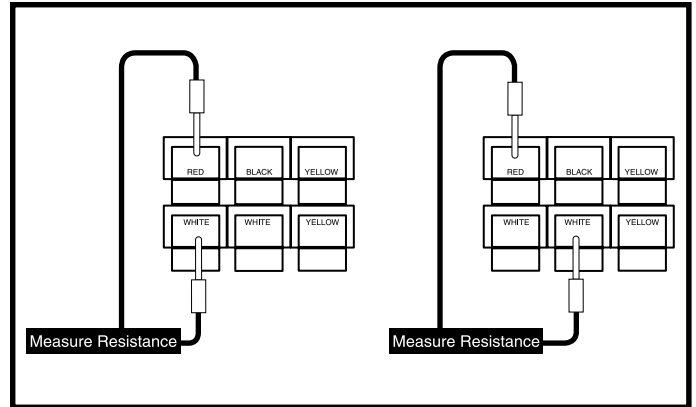 RED BLACK YELLOW
WHITE WHITE YELLOW
Measure Resistance
RED BLACK YELLOW
WHITE WHITE YELLOW
Measure Resistance